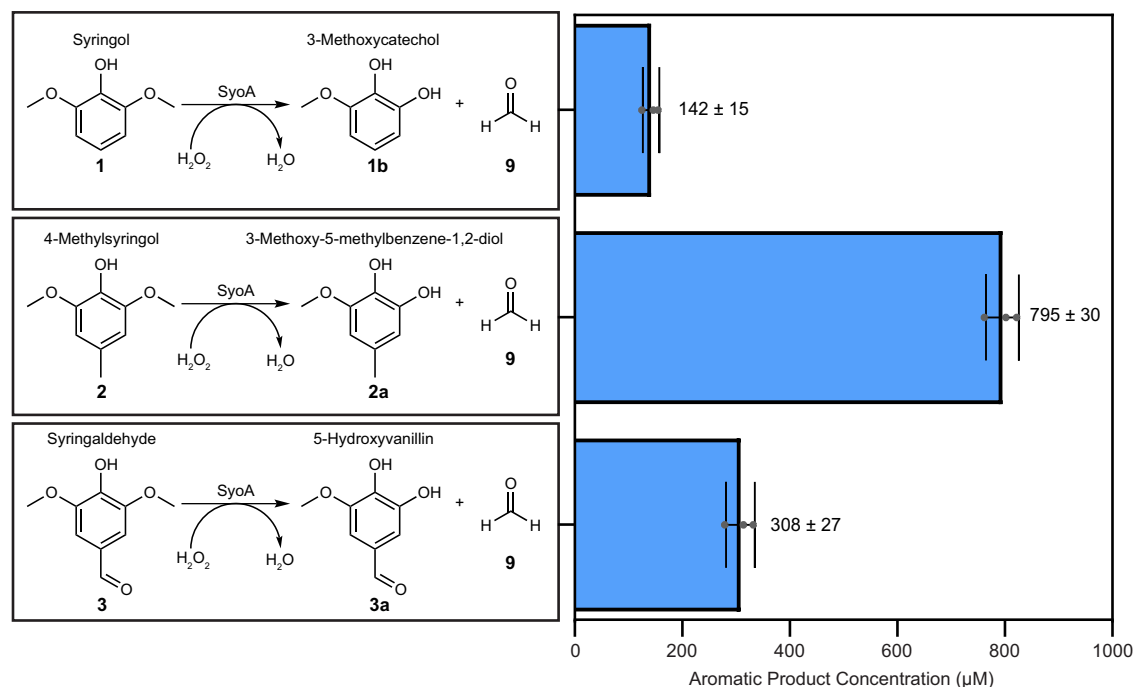 Syringol
3-Methoxycatechol
OH
O
O
SyoA
H₂O₂
H₂O
OH
O
OH
+
O
H
H
1
1b
9
142 ± 15
4-Methylsyringol
3-Methoxy-5-methylbenzene-1,2-diol
OH
O
O
SyoA
H₂O₂
H₂O
OH
O
OH
+
O
H
H
2
2a
9
795 ± 30
Syringaldehyde
5-Hydroxyvanillin
OH
O
O
SyoA
H₂O₂
H₂O
OH
O
OH
+
O
H
H
O
O
3
3a
9
308 ± 27
0
200
400
600
800
1000
Aromatic Product Concentration (µM)